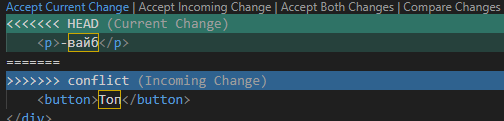 Accept Current Change | Accept Incoming Change | Accept Both Changes | Compare Changes
<<<<<<< HEAD (Current Change)
<p>-вайб</p>
=======
>>>>>>> conflict (Incoming Change)
<button>Топ</button>
</div>